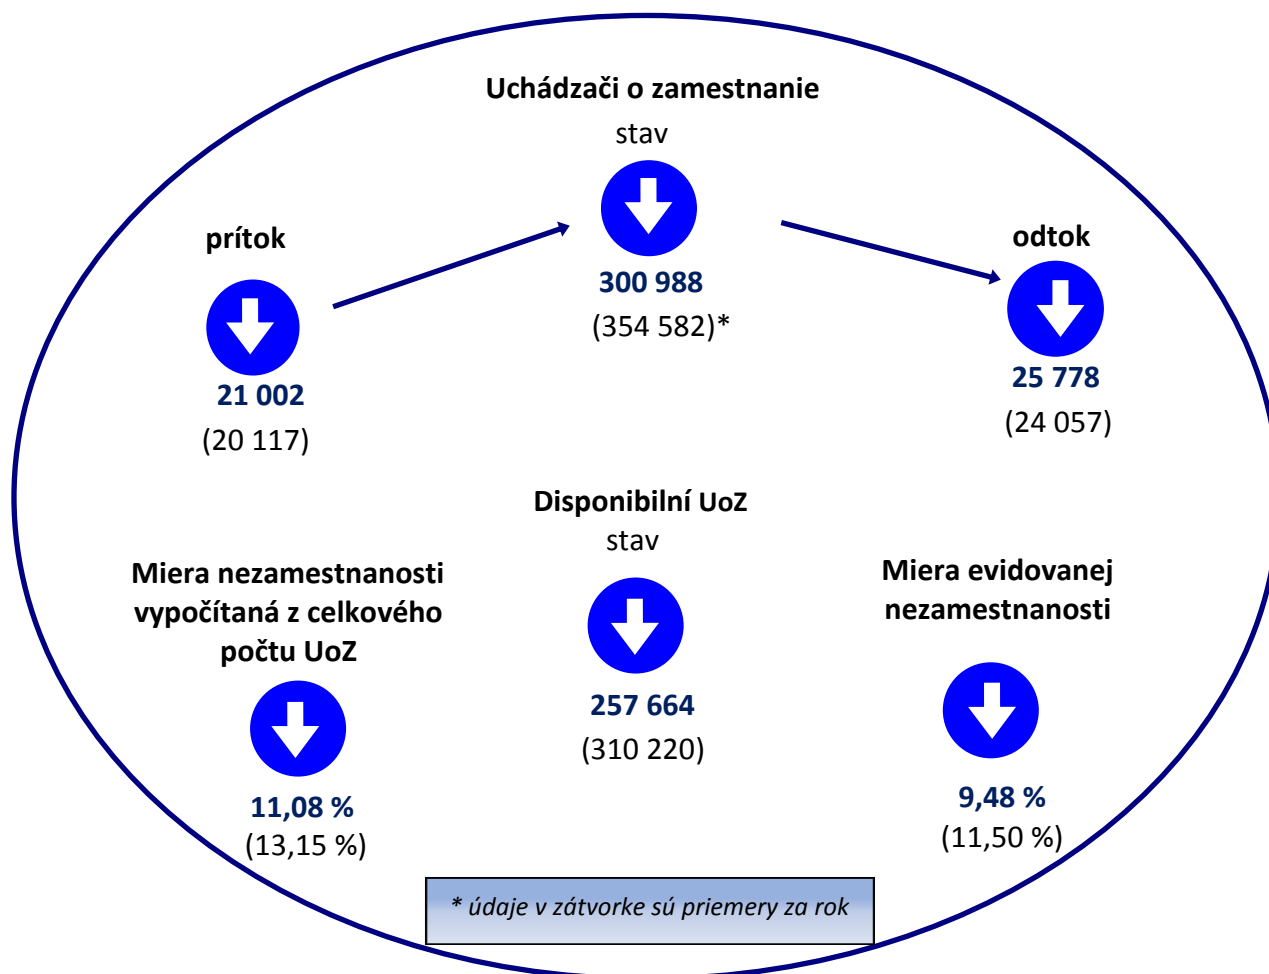 Uchádzači o zamestnanie
stav
300 988
(354 582)*
prítok
21 002
(20 117)
odtok
25 778
(24 057)
Disponibilní UoZ
stav
257 664
(310 220)
Miera nezamestnanosti
vypočítaná z celkového
počtu UoZ
11,08 %
(13,15 %)
Miera evidovanej
nezamestnanosti
9,48 %
(11,50 %)
* údaje v zátvorke sú priemery za rok